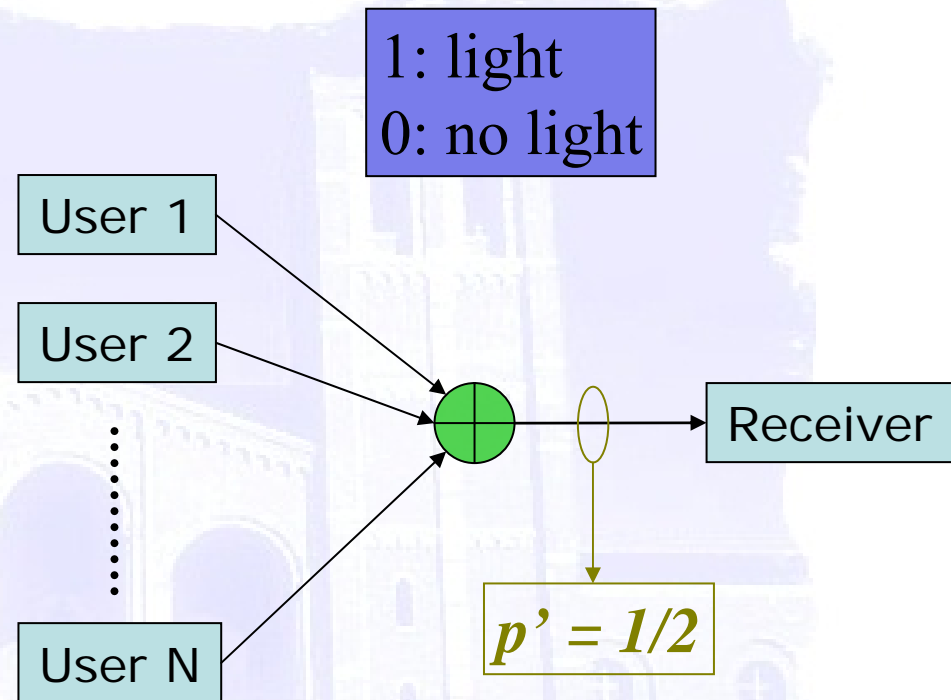 1: light
0: no light
User 1
User 2
Receiver
p’ = 1/2
User N